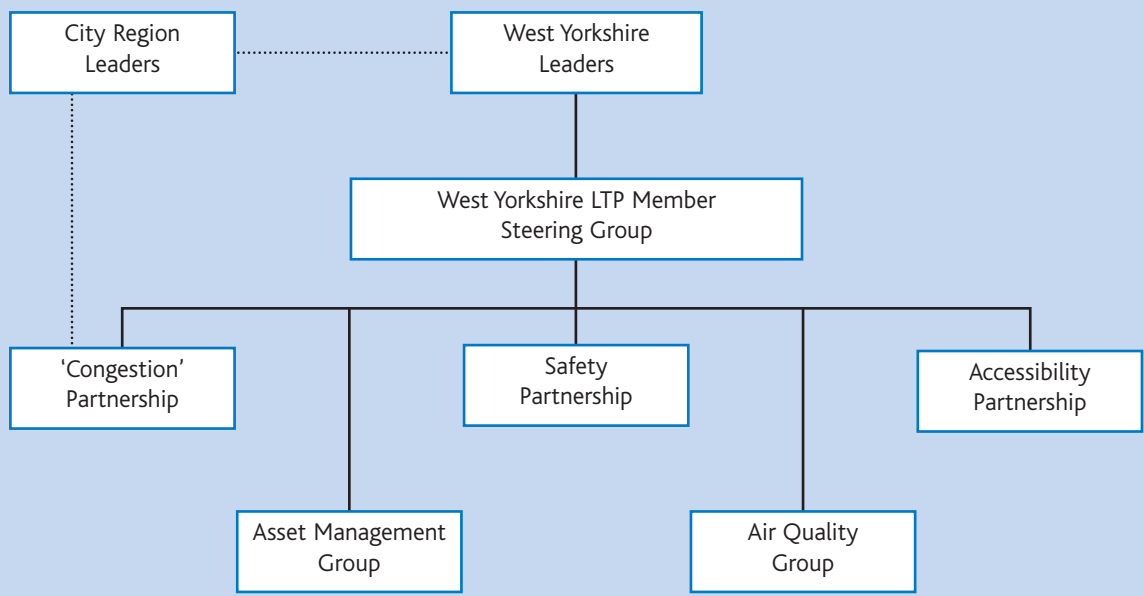 City Region
Leaders
West Yorkshire
Leaders
West Yorkshire LTP Member
Steering Group
‘Congestion’
Partnership
Safety
Partnership
Accessibility
Partnership
Asset Management
Group
Air Quality
Group